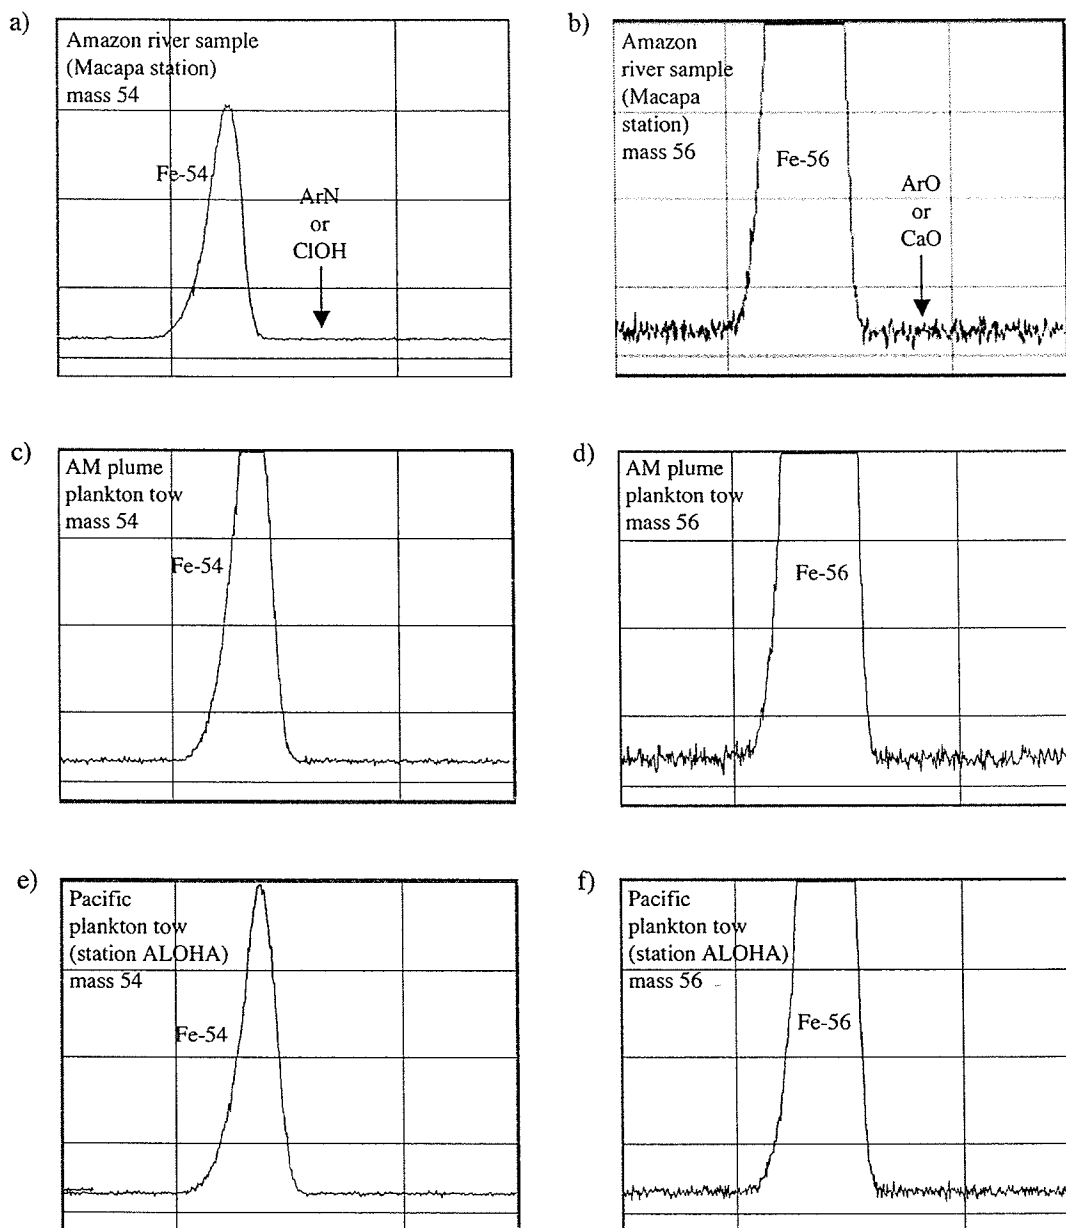 a)
Amazon river sample
(Macapa station)
mass 54
Fe-54
ArN
or
ClOH
b)
Amazon
river sample
(Macapa
station)
mass 56
Fe-56
ArO
or
CaO
c)
AM plume
plankton tow
mass 54
Fe-54
d)
AM plume
plankton tow
mass 56
Fe-56
e)
Pacific
plankton tow
(station ALOHA)
mass 54
Fe-54
f)
Pacific
plankton tow
(station ALOHA)
mass 56
Fe-56